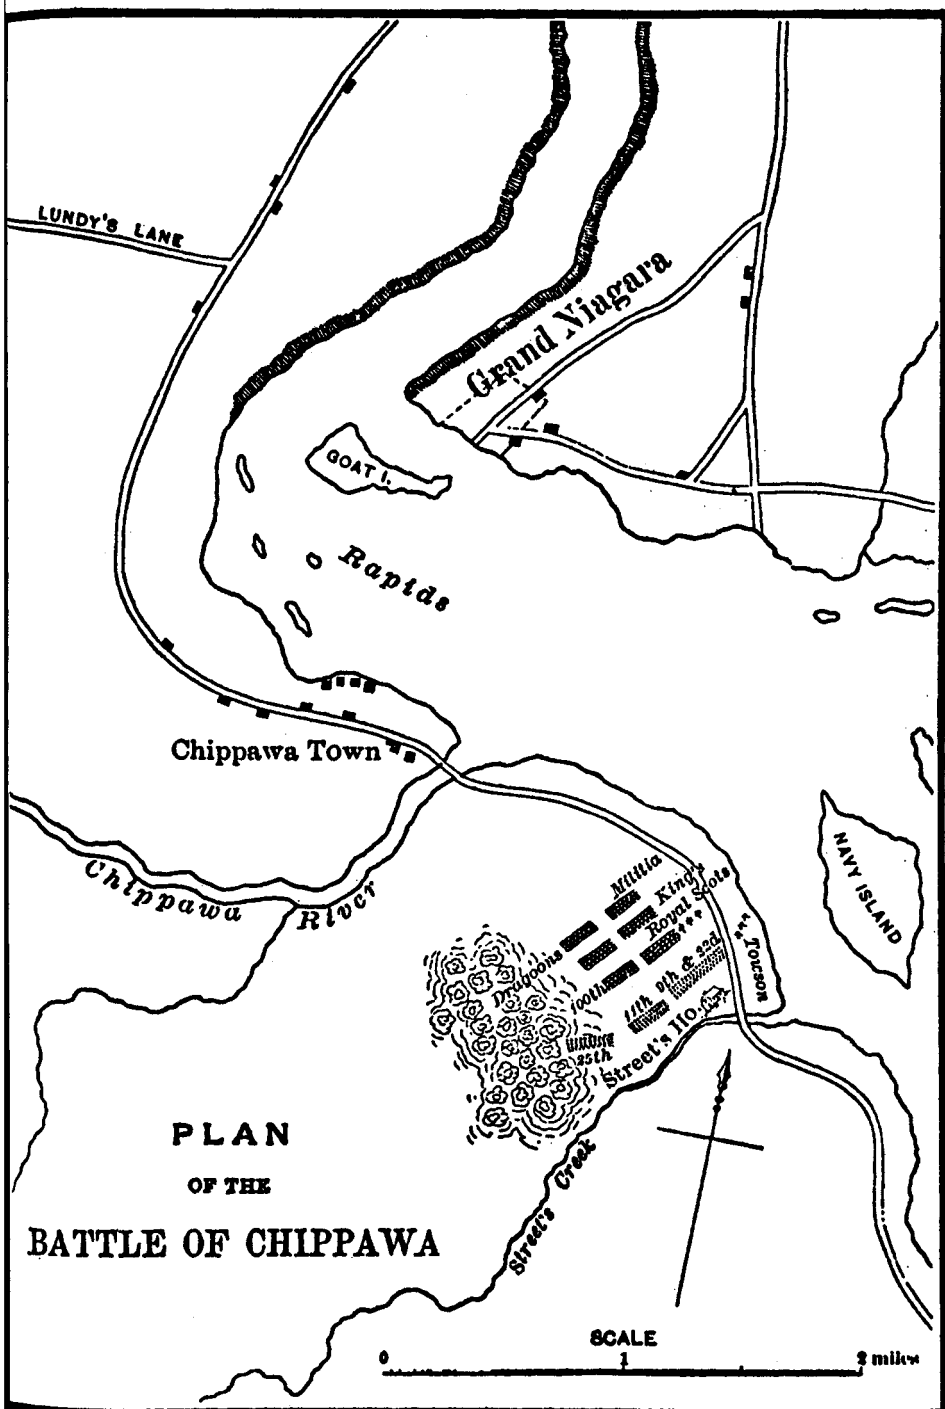 LUNDY'S LANE
Grand Niagara
GOAT I.
Rapids
Chippawa Town
Chippawa River
NAVY ISLAND
Militia
King's
Royal Scots
Dragoons
100th
Towson
11th 9th & 22d
25th
Street's Ho.
Street's Creek
PLAN
OF THE
BATTLE OF CHIPPAWA
SCALE
0 1 2 miles